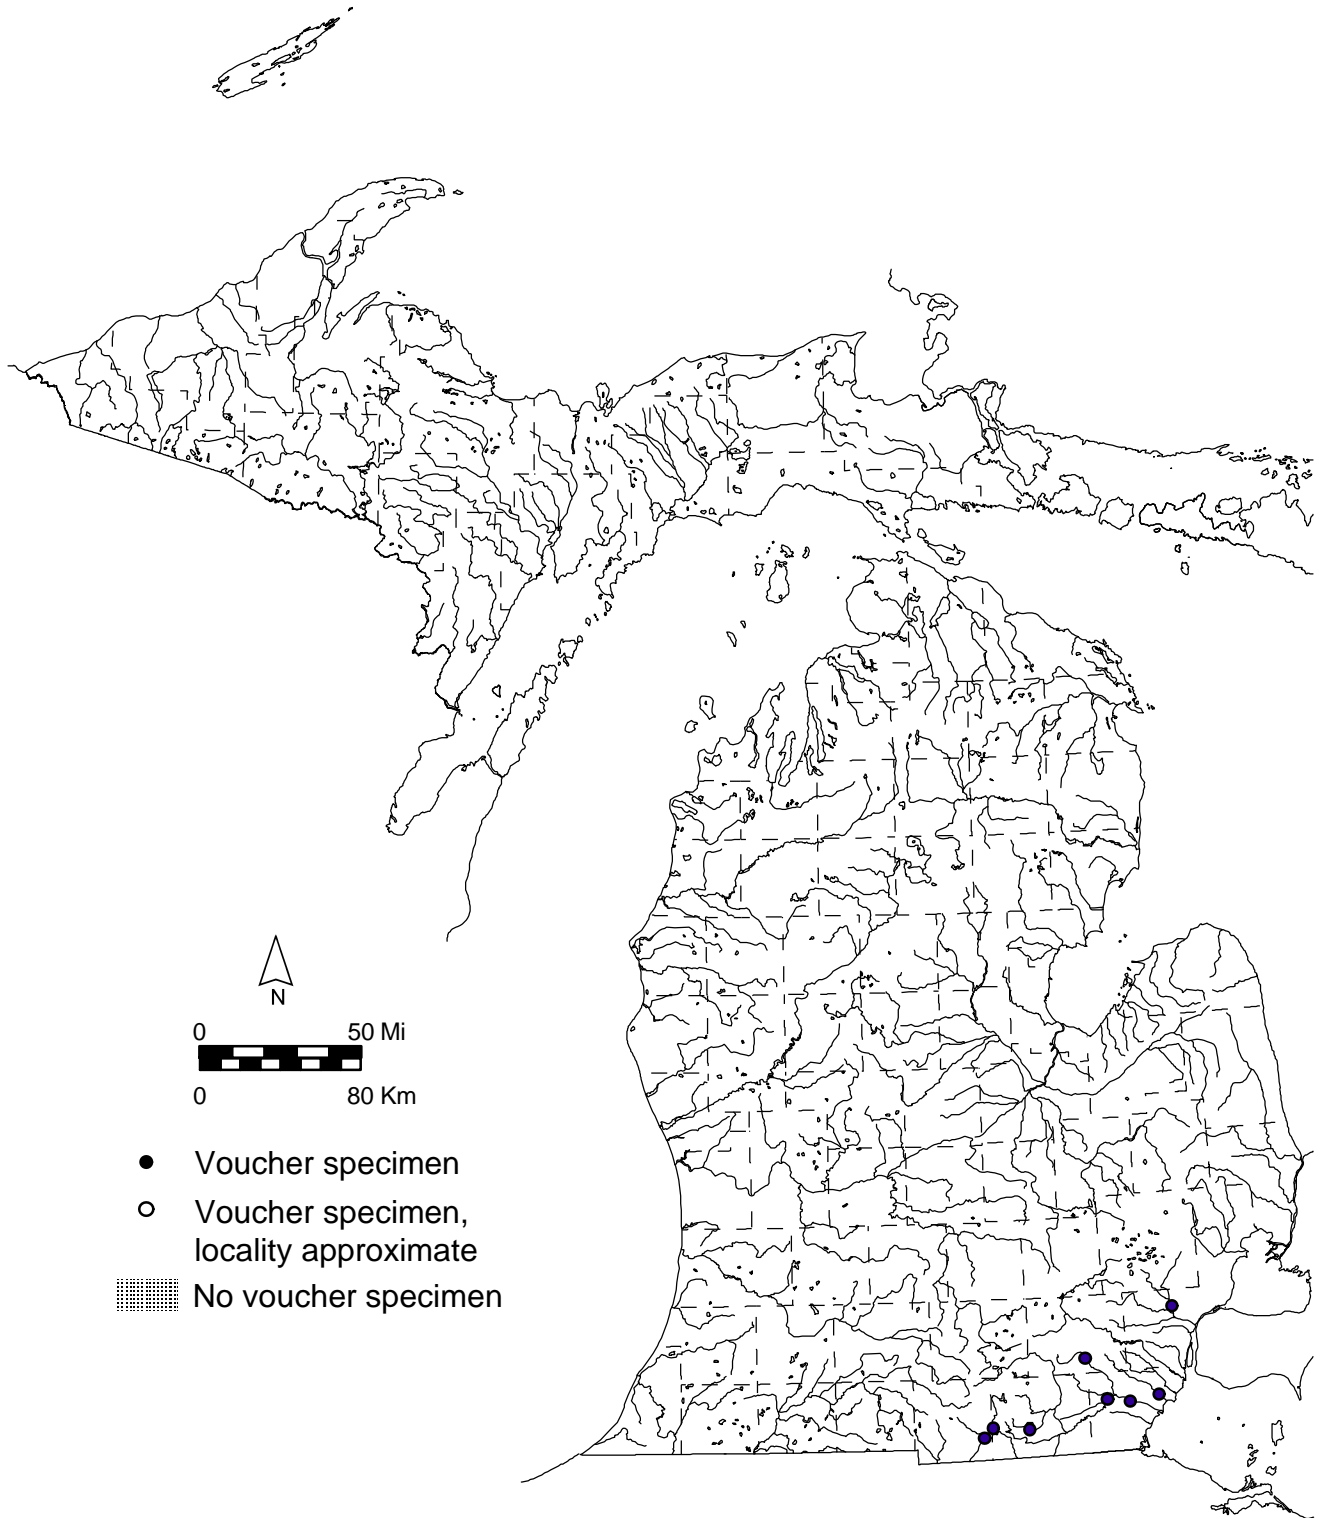 N
0 50 Mi
0 80 Km
Voucher specimen
Voucher specimen,
locality approximate
No voucher specimen